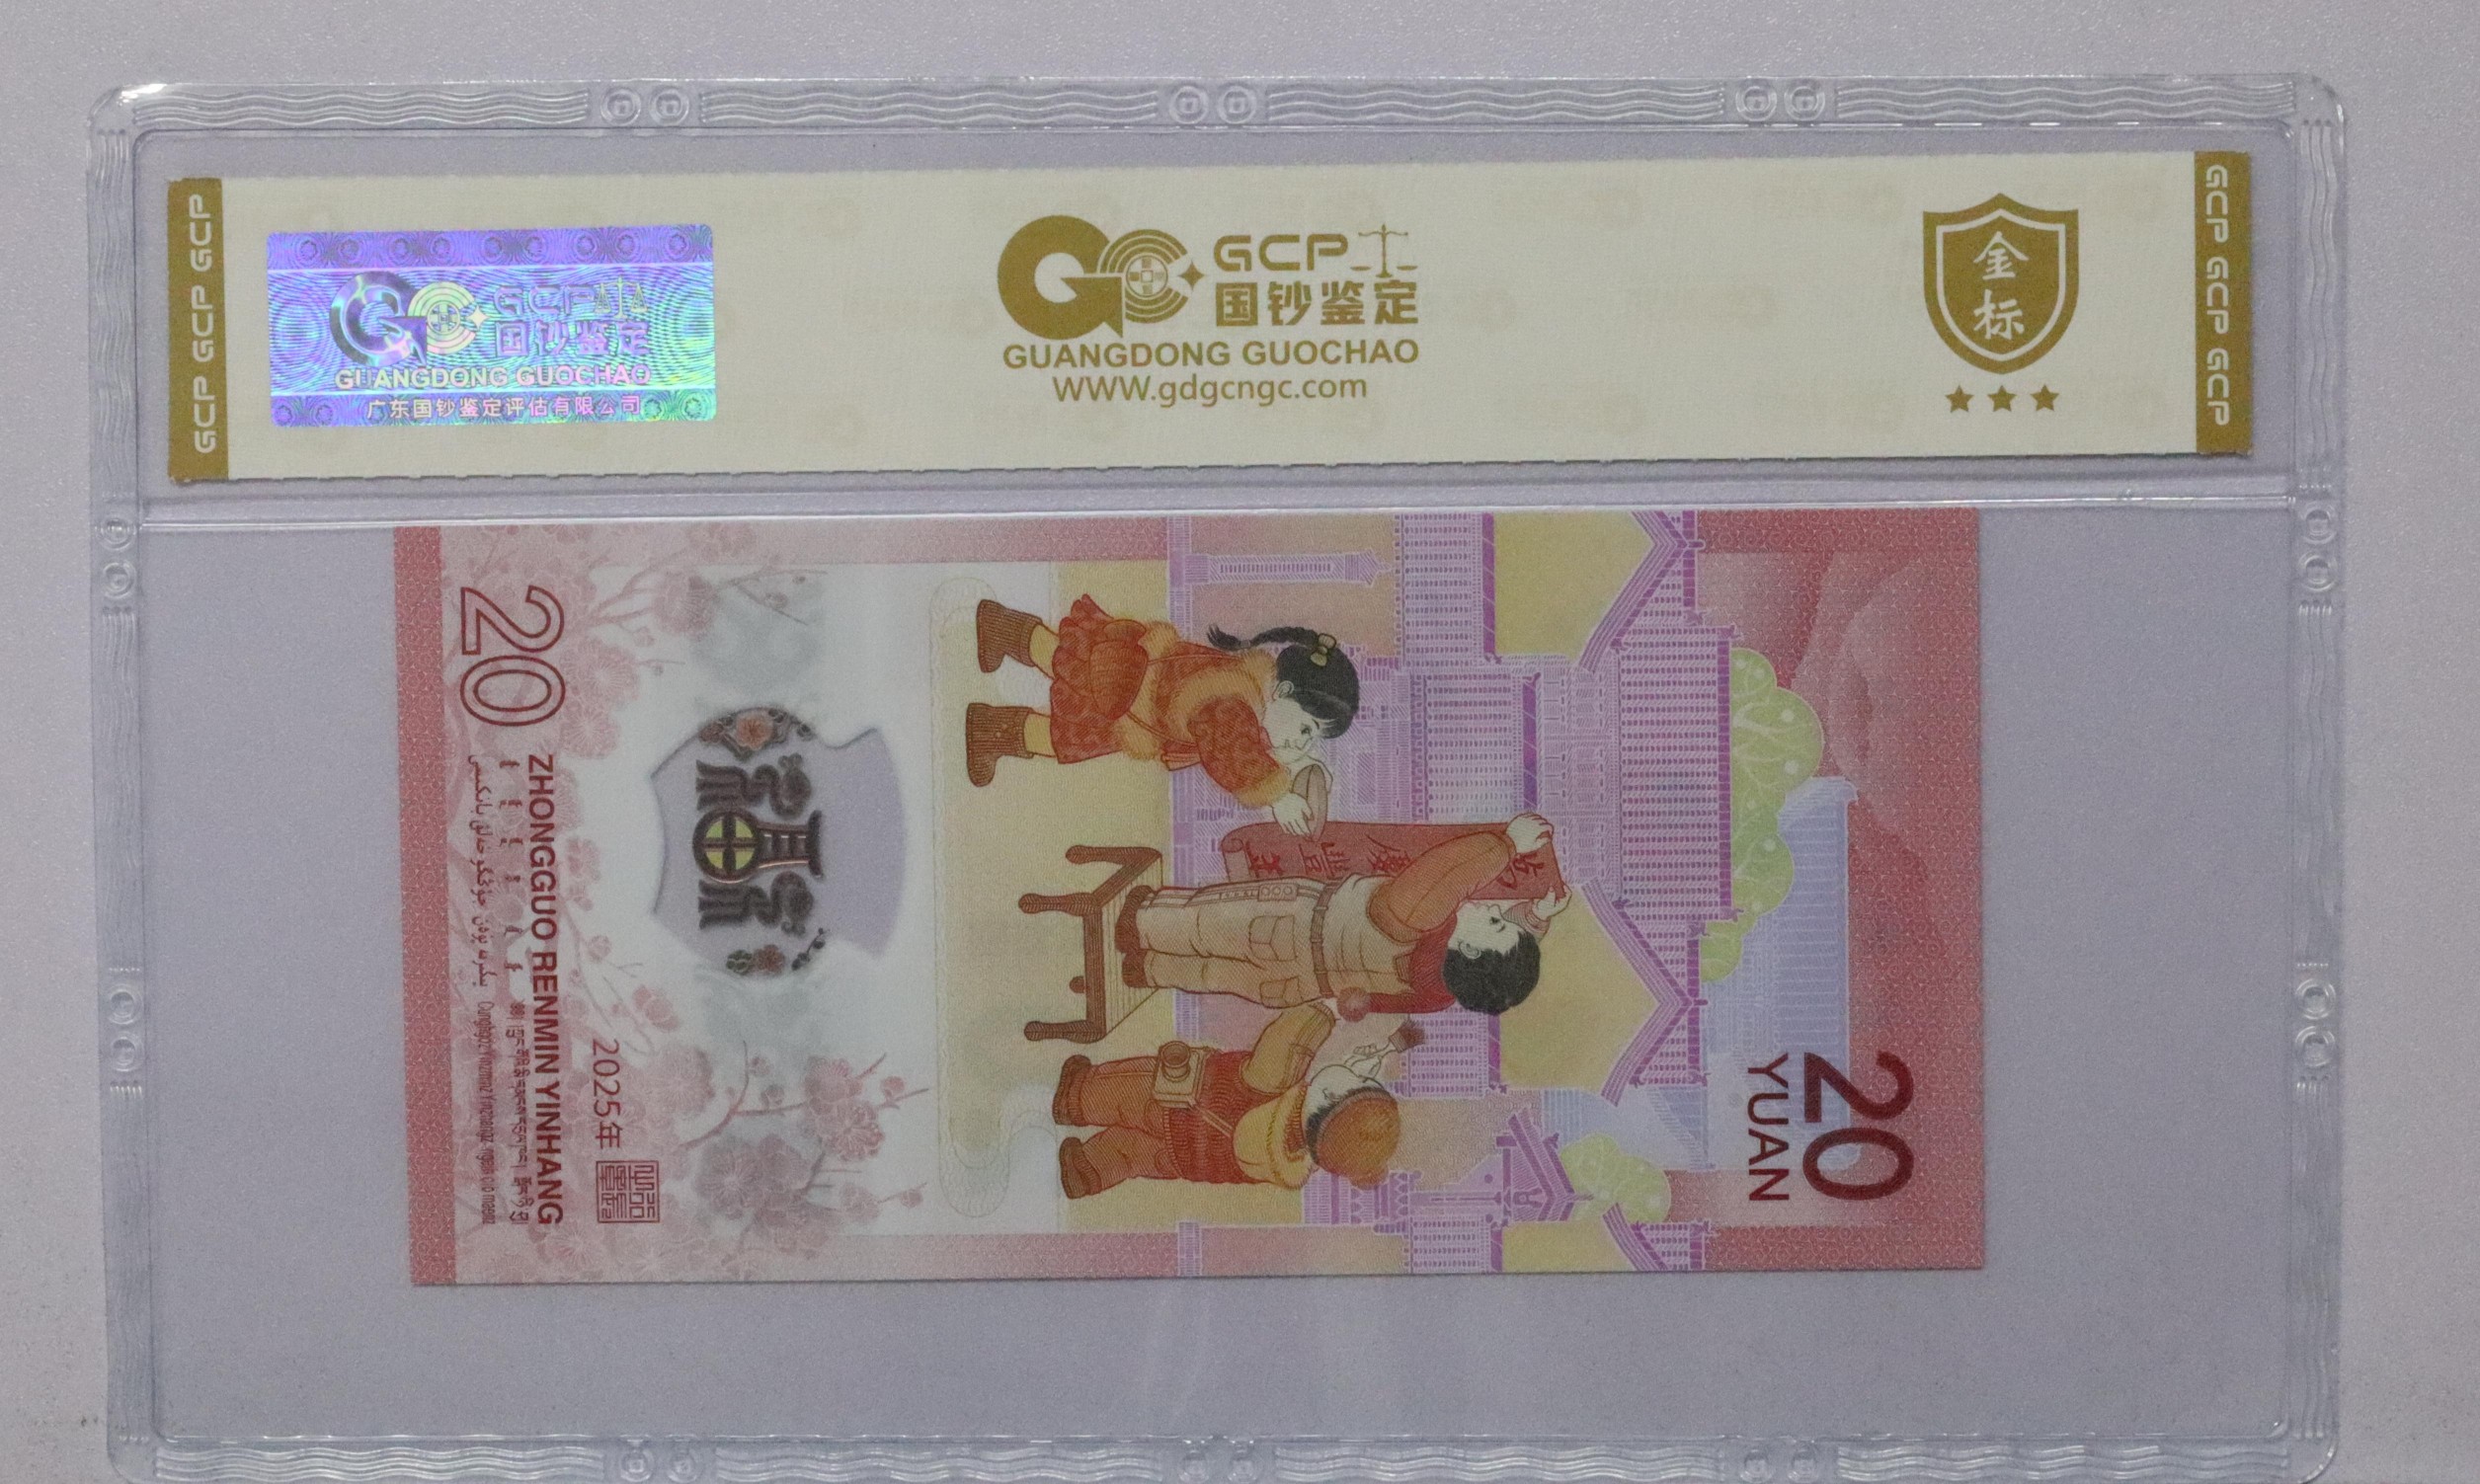 GCP GCP GCP
GCP
国钞鉴定
GUANGDONG GUOCHAO
广东国钞鉴定评估有限公司
GCP
国钞鉴定
GUANGDONG GUOCHAO
WWW.gdgcngc.com
金
标
GCP GCP GCP
20
YUAN
2025年
ZHONGGUO RENMIN YINHANG
20